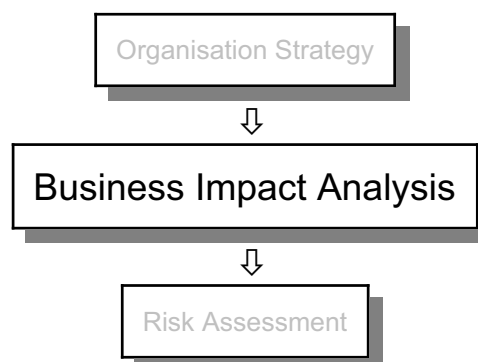 Organisation Strategy
Business Impact Analysis
Risk Assessment